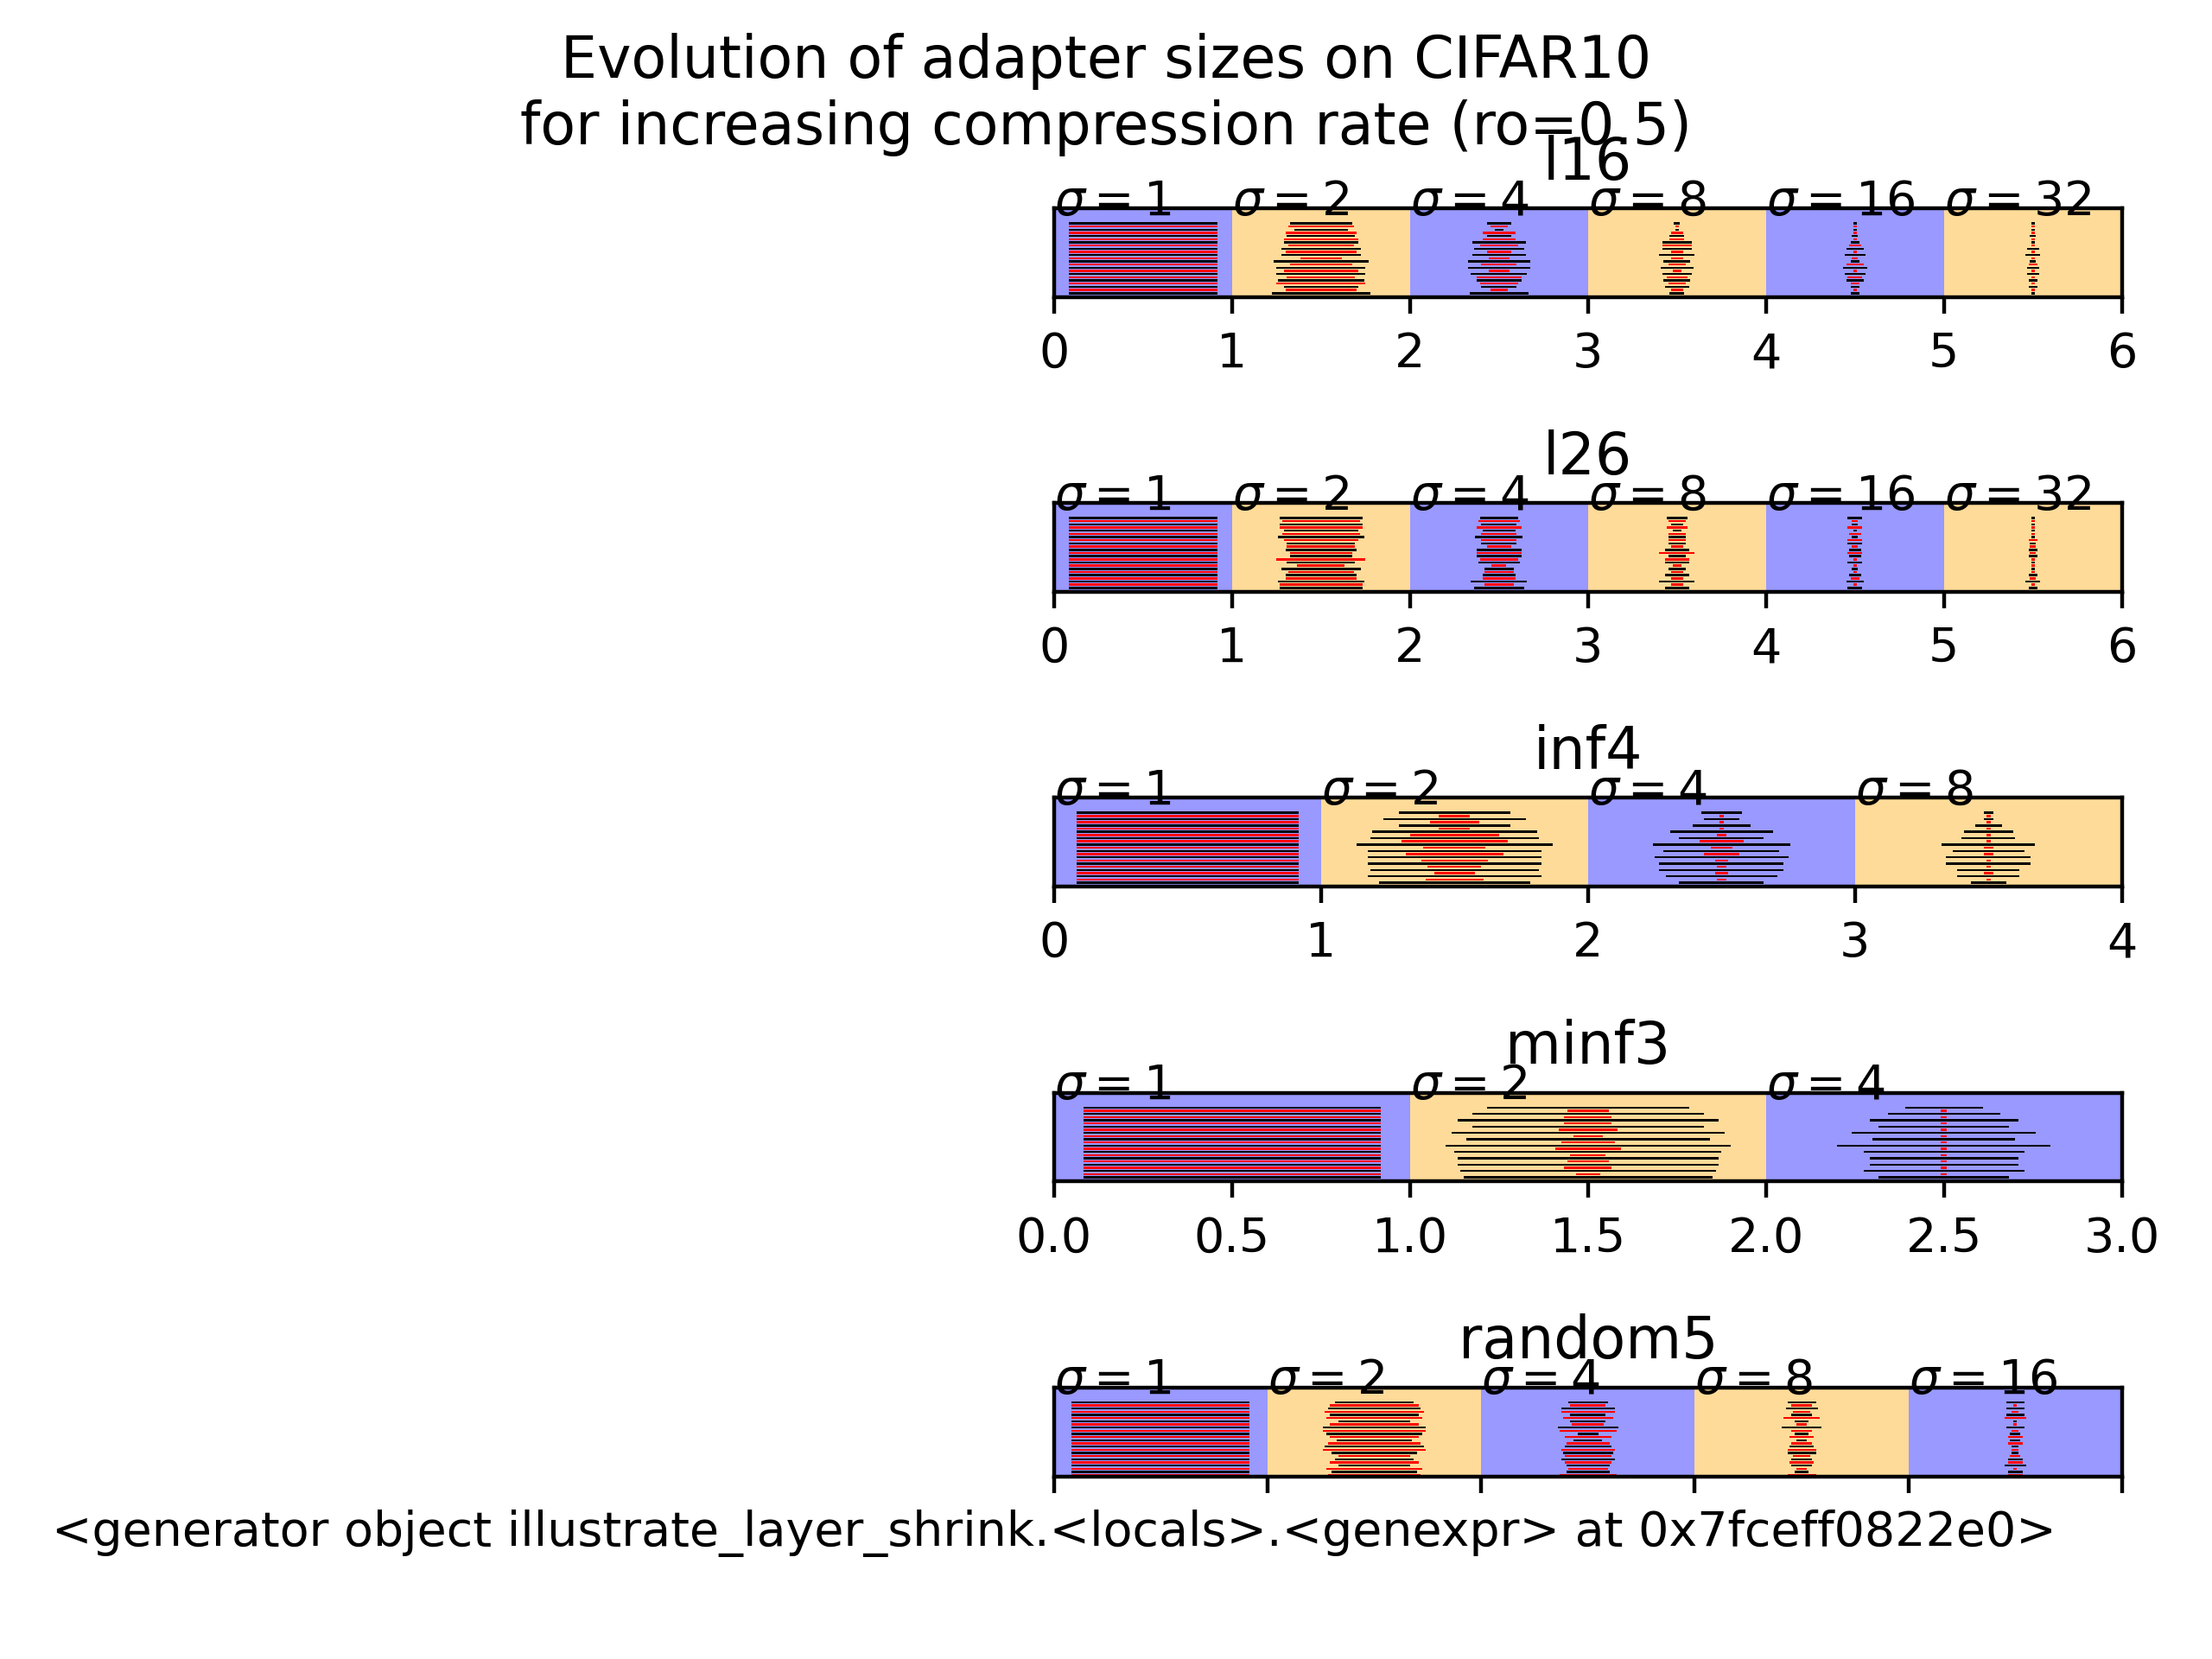 Evolution of adapter sizes on CIFAR10
for increasing compression rate (ro=0.5)
l16
σ = 1 σ = 2 σ = 4 σ = 8 σ = 16 σ = 32
0 1 2 3 4 5 6
l26
σ = 1 σ = 2 σ = 4 σ = 8 σ = 16 σ = 32
0 1 2 3 4 5 6
inf4
σ = 1 σ = 2 σ = 4 σ = 8
0 1 2 3 4
minf3
σ = 1 σ = 2 σ = 4
0.0 0.5 1.0 1.5 2.0 2.5 3.0
random5
σ = 1 σ = 2 σ = 4 σ = 8 σ = 16
<generator object illustrate_layer_shrink.<locals>.<genexpr> at 0x7fceff0822e0>